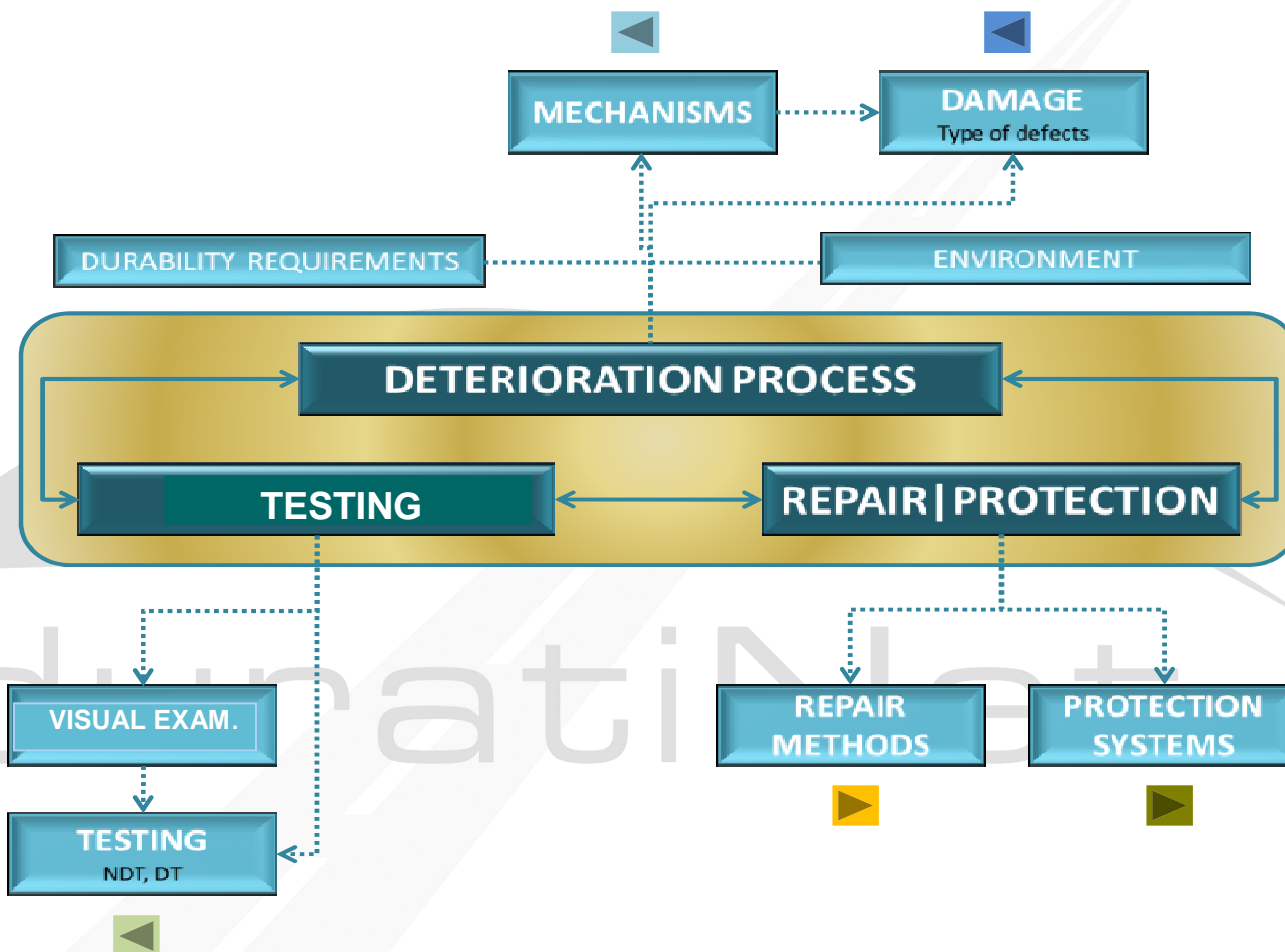 MECHANISMS
DAMAGE
Type of defects
DURABILITY REQUIREMENTS
ENVIRONMENT
DETERIORATION PROCESS
TESTING
REPAIR|PROTECTION
duratiNet
VISUAL EXAM.
REPAIR
METHODS
PROTECTION
SYSTEMS
TESTING
NDT, DT